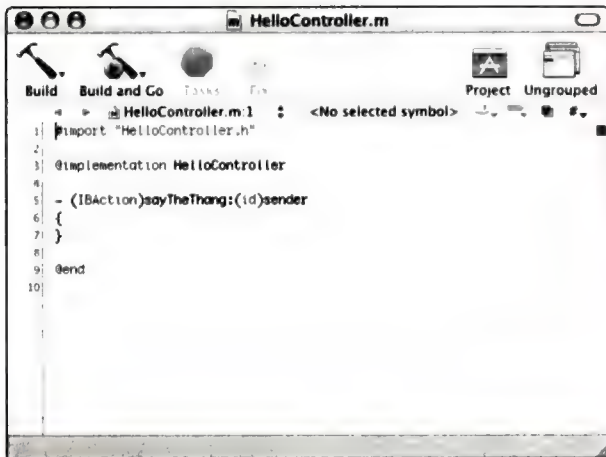 HelloController.m
Build Build and Go Tasks Fix Project Ungrouped
HelloController.m:1 <No selected symbol> #
1 #import "HelloController.h"
2
3 @implementation HelloController
4
5 - (IBAction)sayTheThang:(id)sender
6 {
7 }
8
9 @end
10